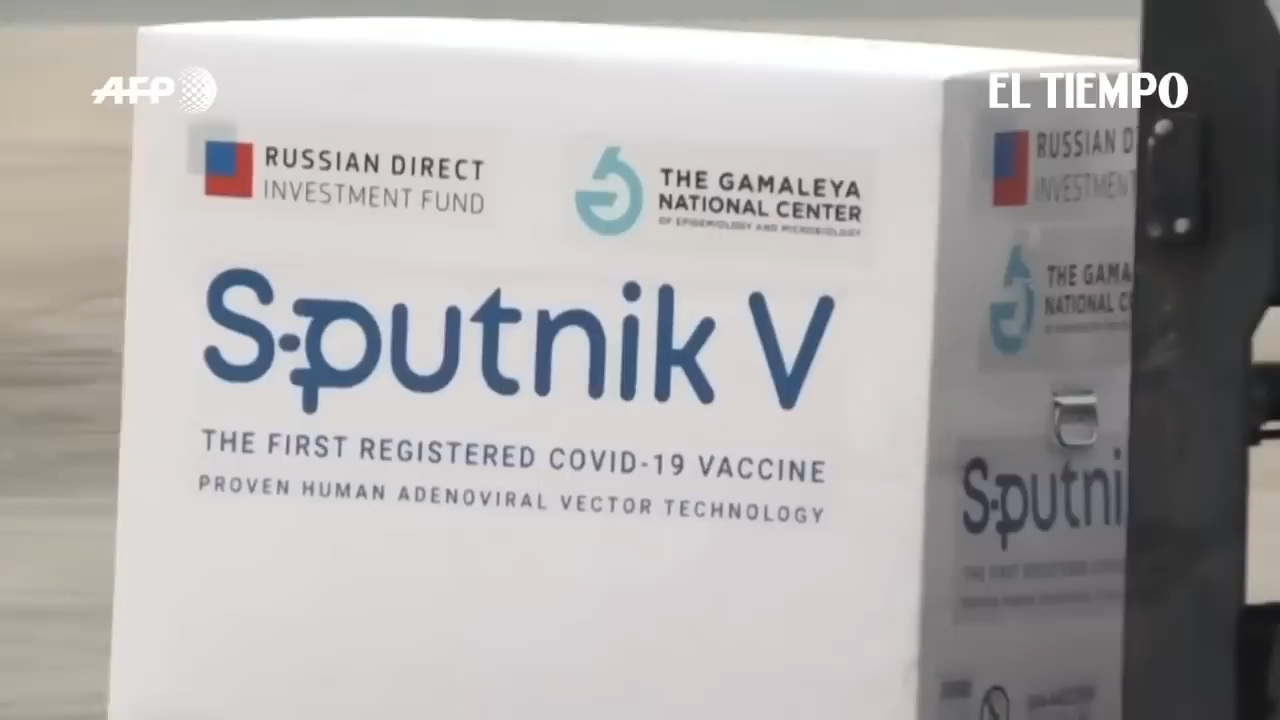 AFP
EL TIEMPO
RUSSIAN DIRECT
INVESTMENT FUND
THE GAMALEYA
NATIONAL CENTER
OF EPIDEMIOLOGY AND MICROBIOLOGY
Sputnik V
THE FIRST REGISTERED COVID-19 VACCINE
PROVEN HUMAN ADENOVIRAL VECTOR TECHNOLOGY
RUSSIAN D
INVESTMENT
THE GAMA
NATIONAL C
Sputni